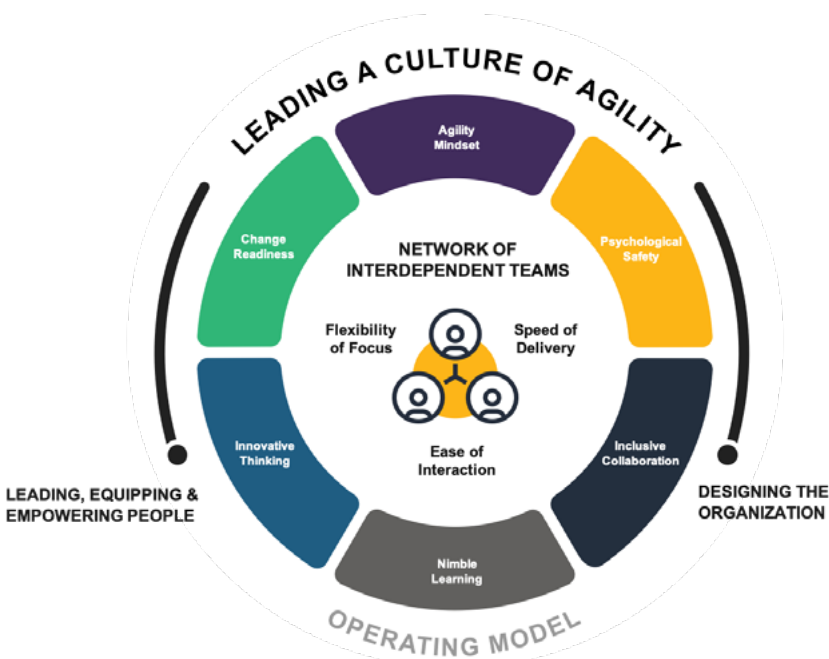 LEADING A CULTURE OF AGILITY
Agility
Mindset
Change
Readiness
Psychological
Safety
NETWORK OF
INTERDEPENDENT TEAMS
Flexibility
of Focus
Speed of
Delivery
Ease of
Interaction
Innovative
Thinking
Inclusive
Collaboration
LEADING, EQUIPPING &
EMPOWERING PEOPLE
DESIGNING THE
ORGANIZATION
Nimble
Learning
OPERATING MODEL